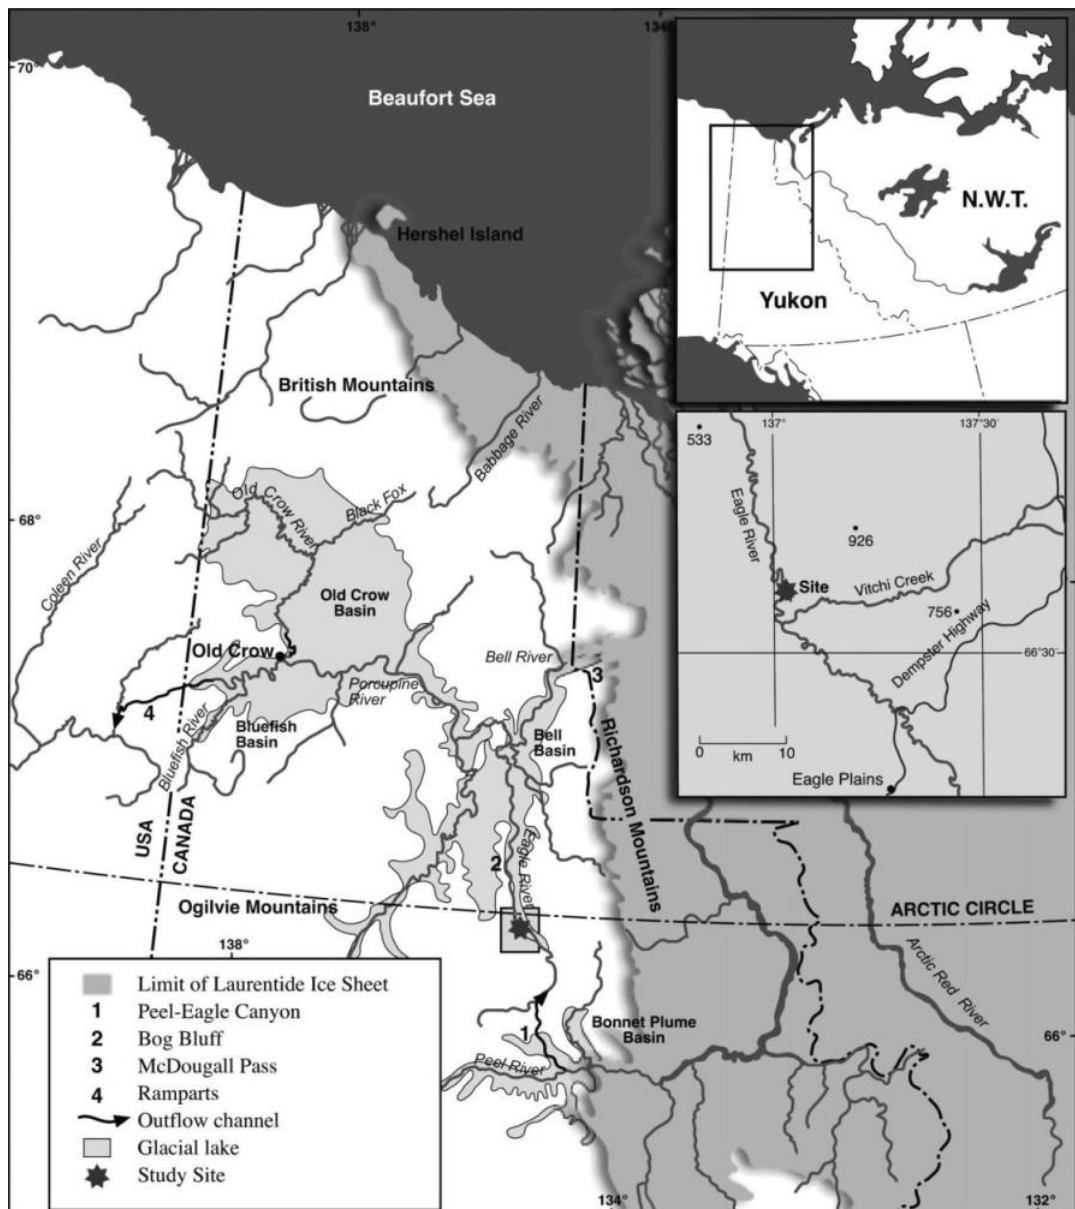 138°
134°
70°
Beaufort Sea
Hershel Island
N.W.T.
Yukon
British Mountains
Babbage River
137°
137°30'
533
Eagle River
926
Site
Vitchi Creek
756
Dempster Highway
66°30'
0
10
km
Eagle Plains
68°
Old Crow River
Black Fox
Coleen River
Old Crow
Basin
Old Crow
Bell River
3
Porcupine
River
4
Bluefish River
Bluefish
Basin
Bell
Basin
Richardson Mountains
USA
CANADA
2
Eagle River
Ogilvie Mountains
ARCTIC CIRCLE
138°
66°
Arctic Red River
Bonnet Plume
Basin
1
Peel River
66°
134°
132°
Limit of Laurentide Ice Sheet
1 Peel-Eagle Canyon
2 Bog Bluff
3 McDougall Pass
4 Ramparts
Outflow channel
Glacial lake
Study Site